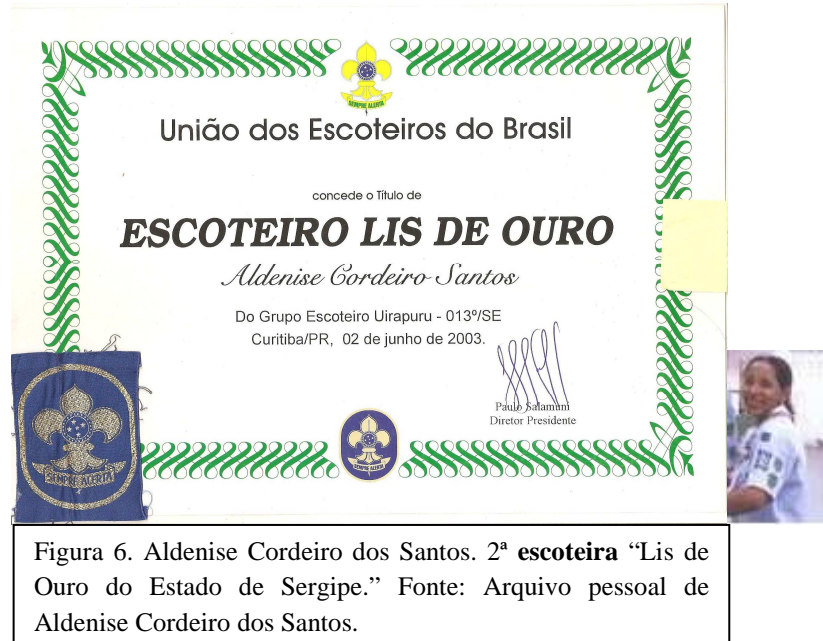 SEMPRE ALERTA
União dos Escoteiros do Brasil
concede o Título de
ESCOTEIRO LIS DE OURO
Aldenise Cordeiro Santos
Do Grupo Escoteiro Uirapuru - 013º/SE
Curitiba/PR, 02 de junho de 2003.
Paulo Salamuni
Diretor Presidente
SEMPRE ALERTA
SEMPRE ALERTA
Figura 6. Aldenise Cordeiro dos Santos. 2ª escoteira “Lis de
Ouro do Estado de Sergipe.” Fonte: Arquivo pessoal de
Aldenise Cordeiro dos Santos.